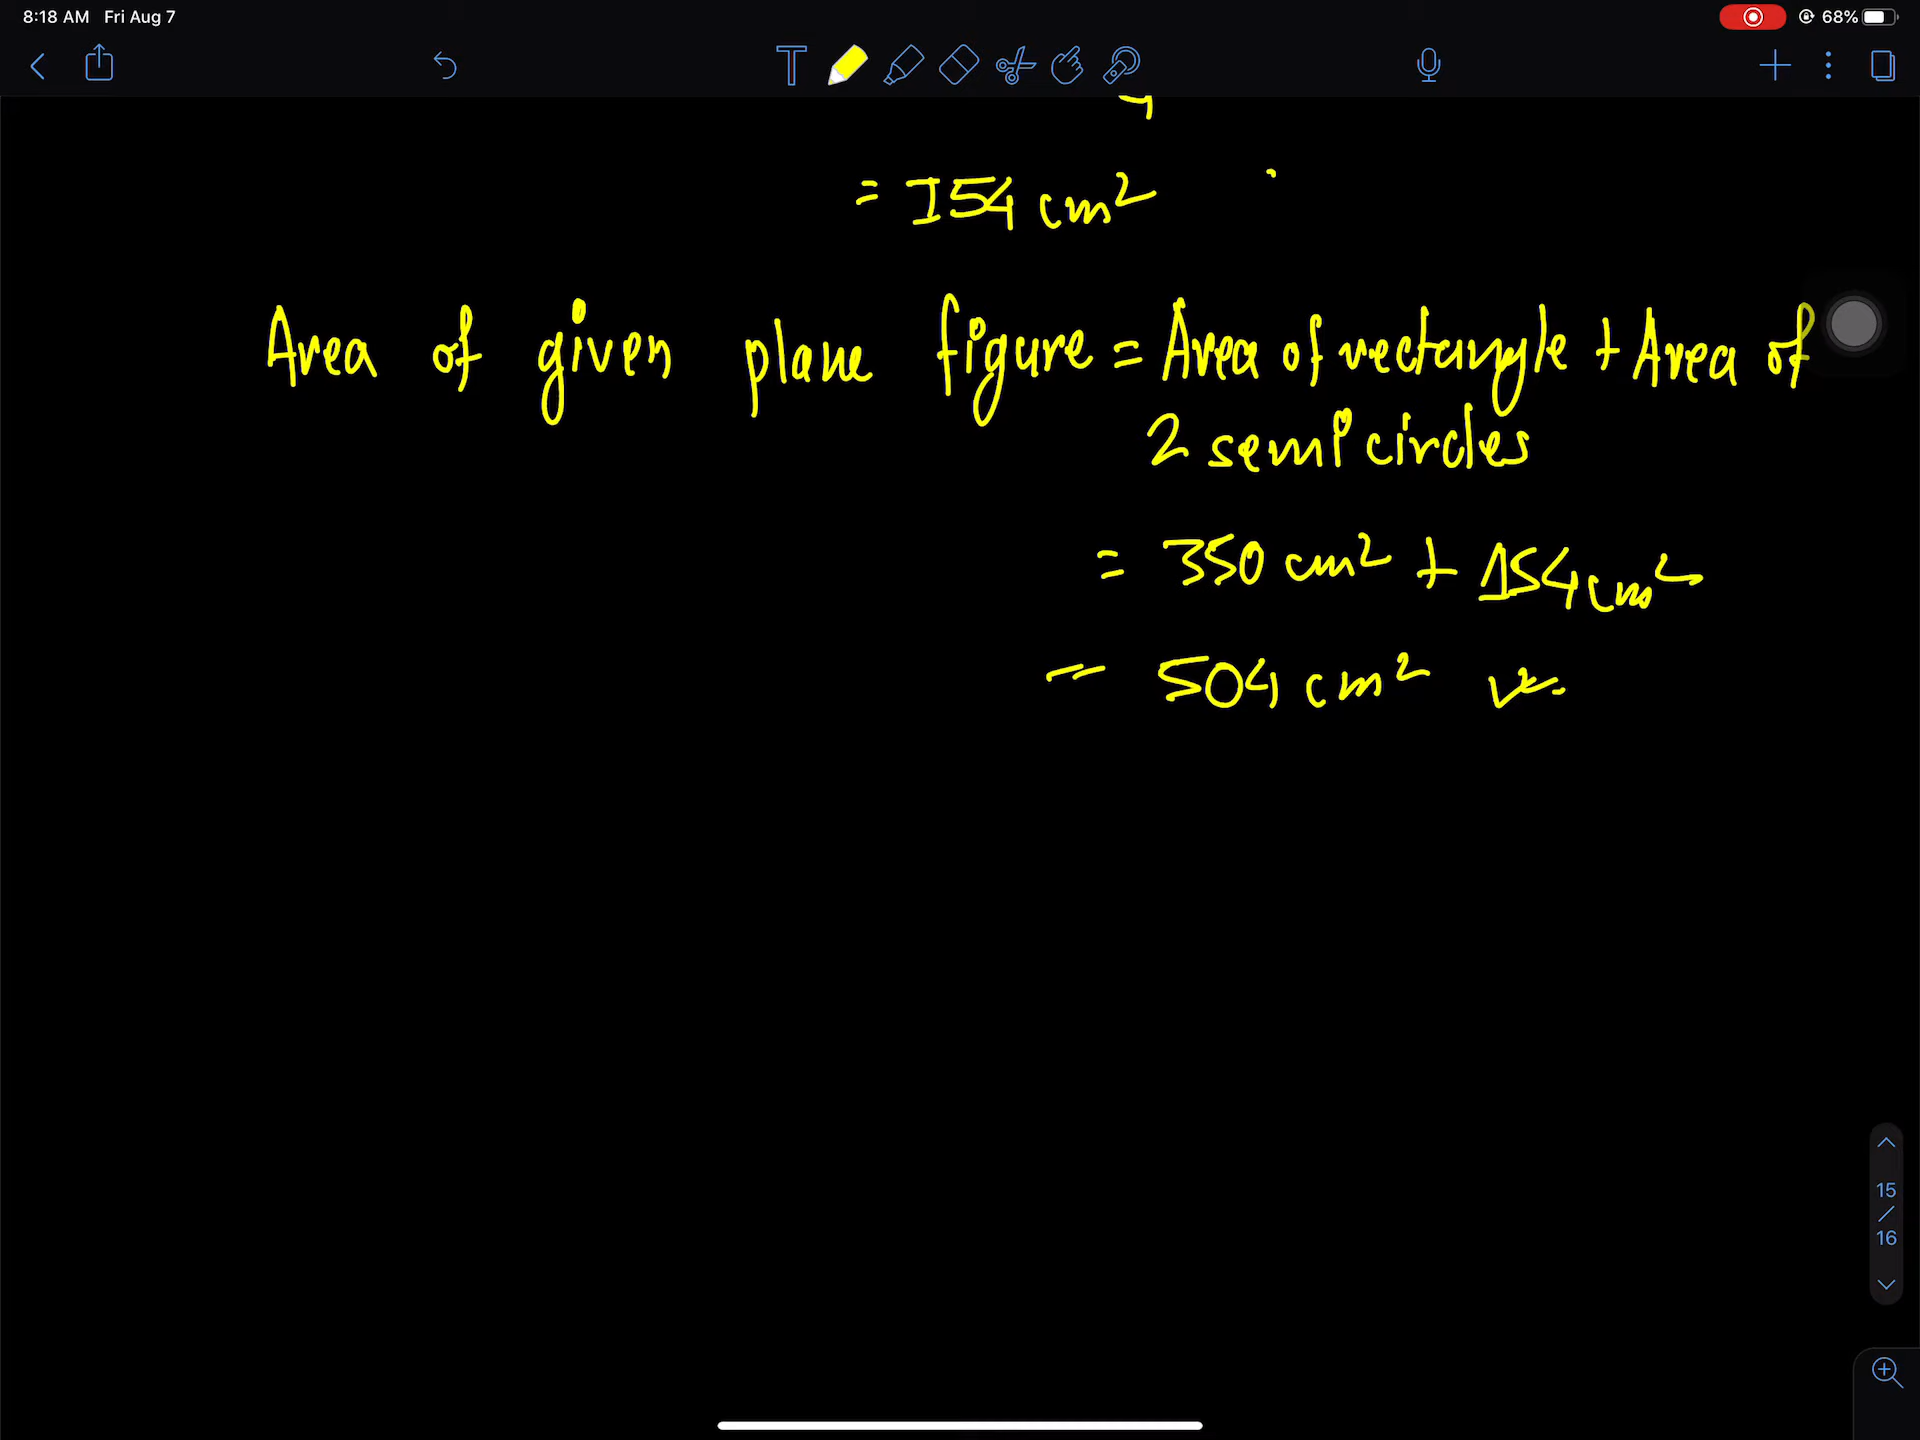 8:18 AM Fri Aug 7
68%
= 154 cm²
Area of given plane figure = Area of rectangle + Area of
2 semicircles
= 350 cm² + 154 cm²
= 504 cm²
15
/
16